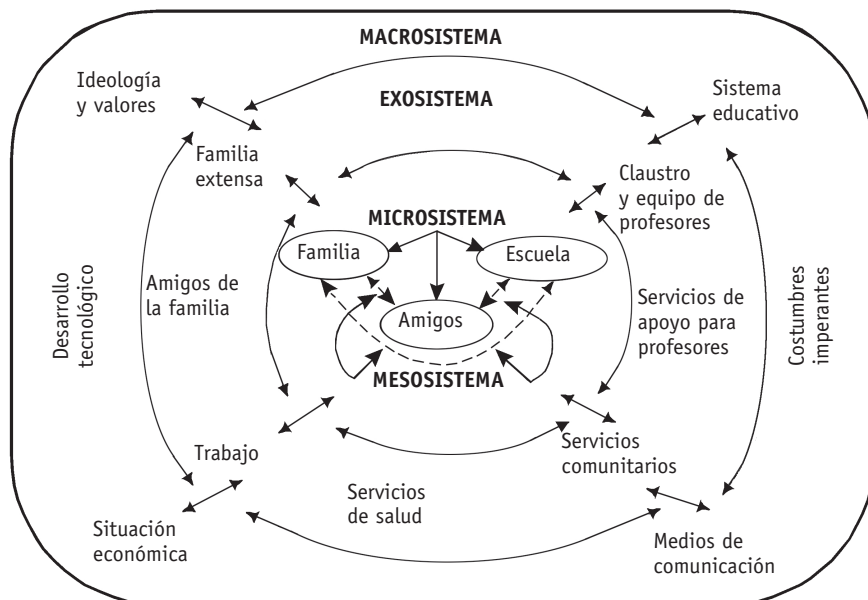 MACROSISTEMA
Ideología
y valores
EXOSISTEMA
Sistema
educativo
Familia
extensa
Claustro
y equipo de
profesores
MICROSISTEMA
Familia
Escuela
Desarrollo
tecnológico
Amigos de
la familia
Amigos
Servicios de
apoyo para
profesores
Costumbres
imperantes
MESOSISTEMA
Trabajo
Servicios
comunitarios
Servicios
de salud
Situación
económica
Medios de
comunicación